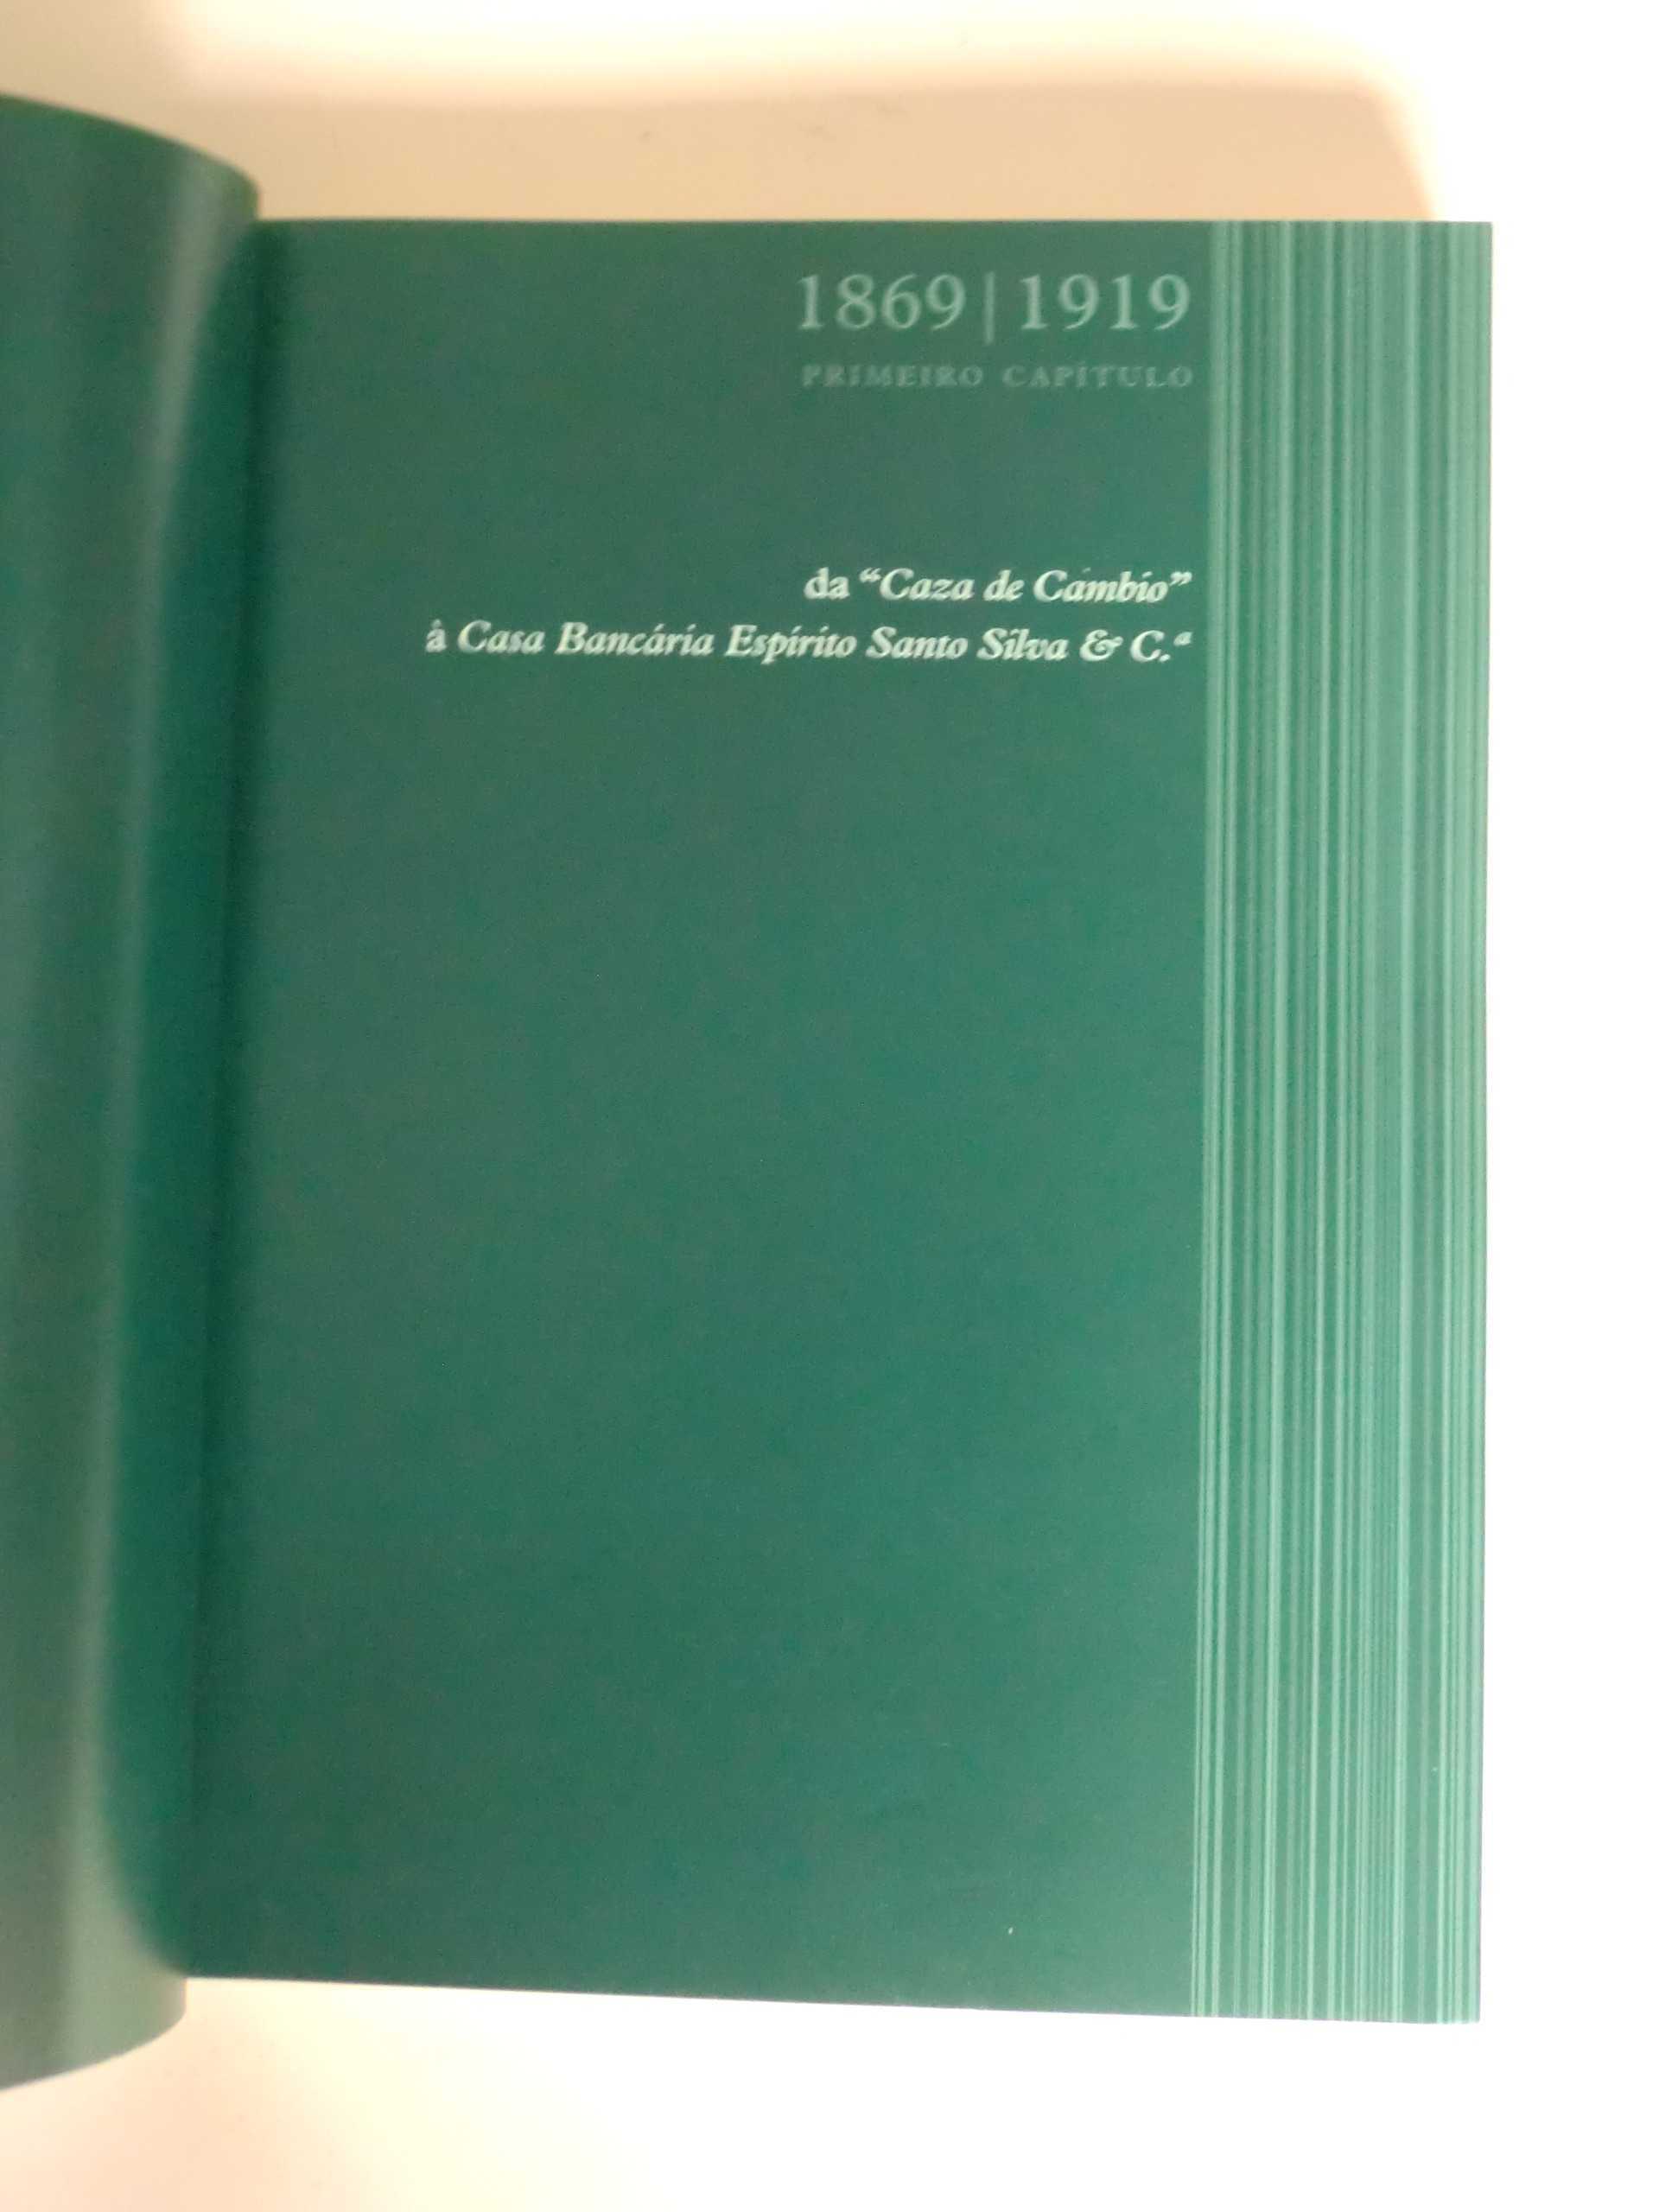 1869|1919
PRIMEIRO CAPÍTULO
da “Caza de Cambio”
à Casa Bancária Espírito Santo Silva & C.ª